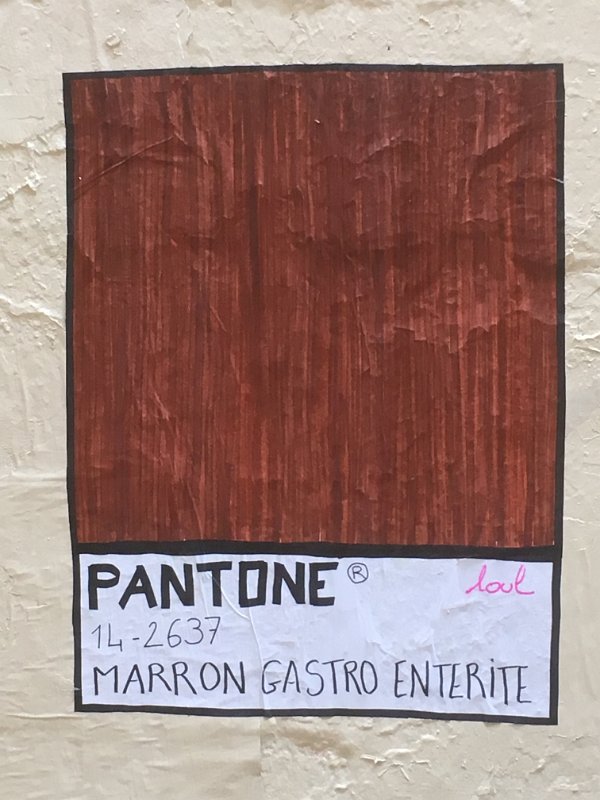 PANTONE ® loul
14-2637
MARRON GASTRO ENTERITE